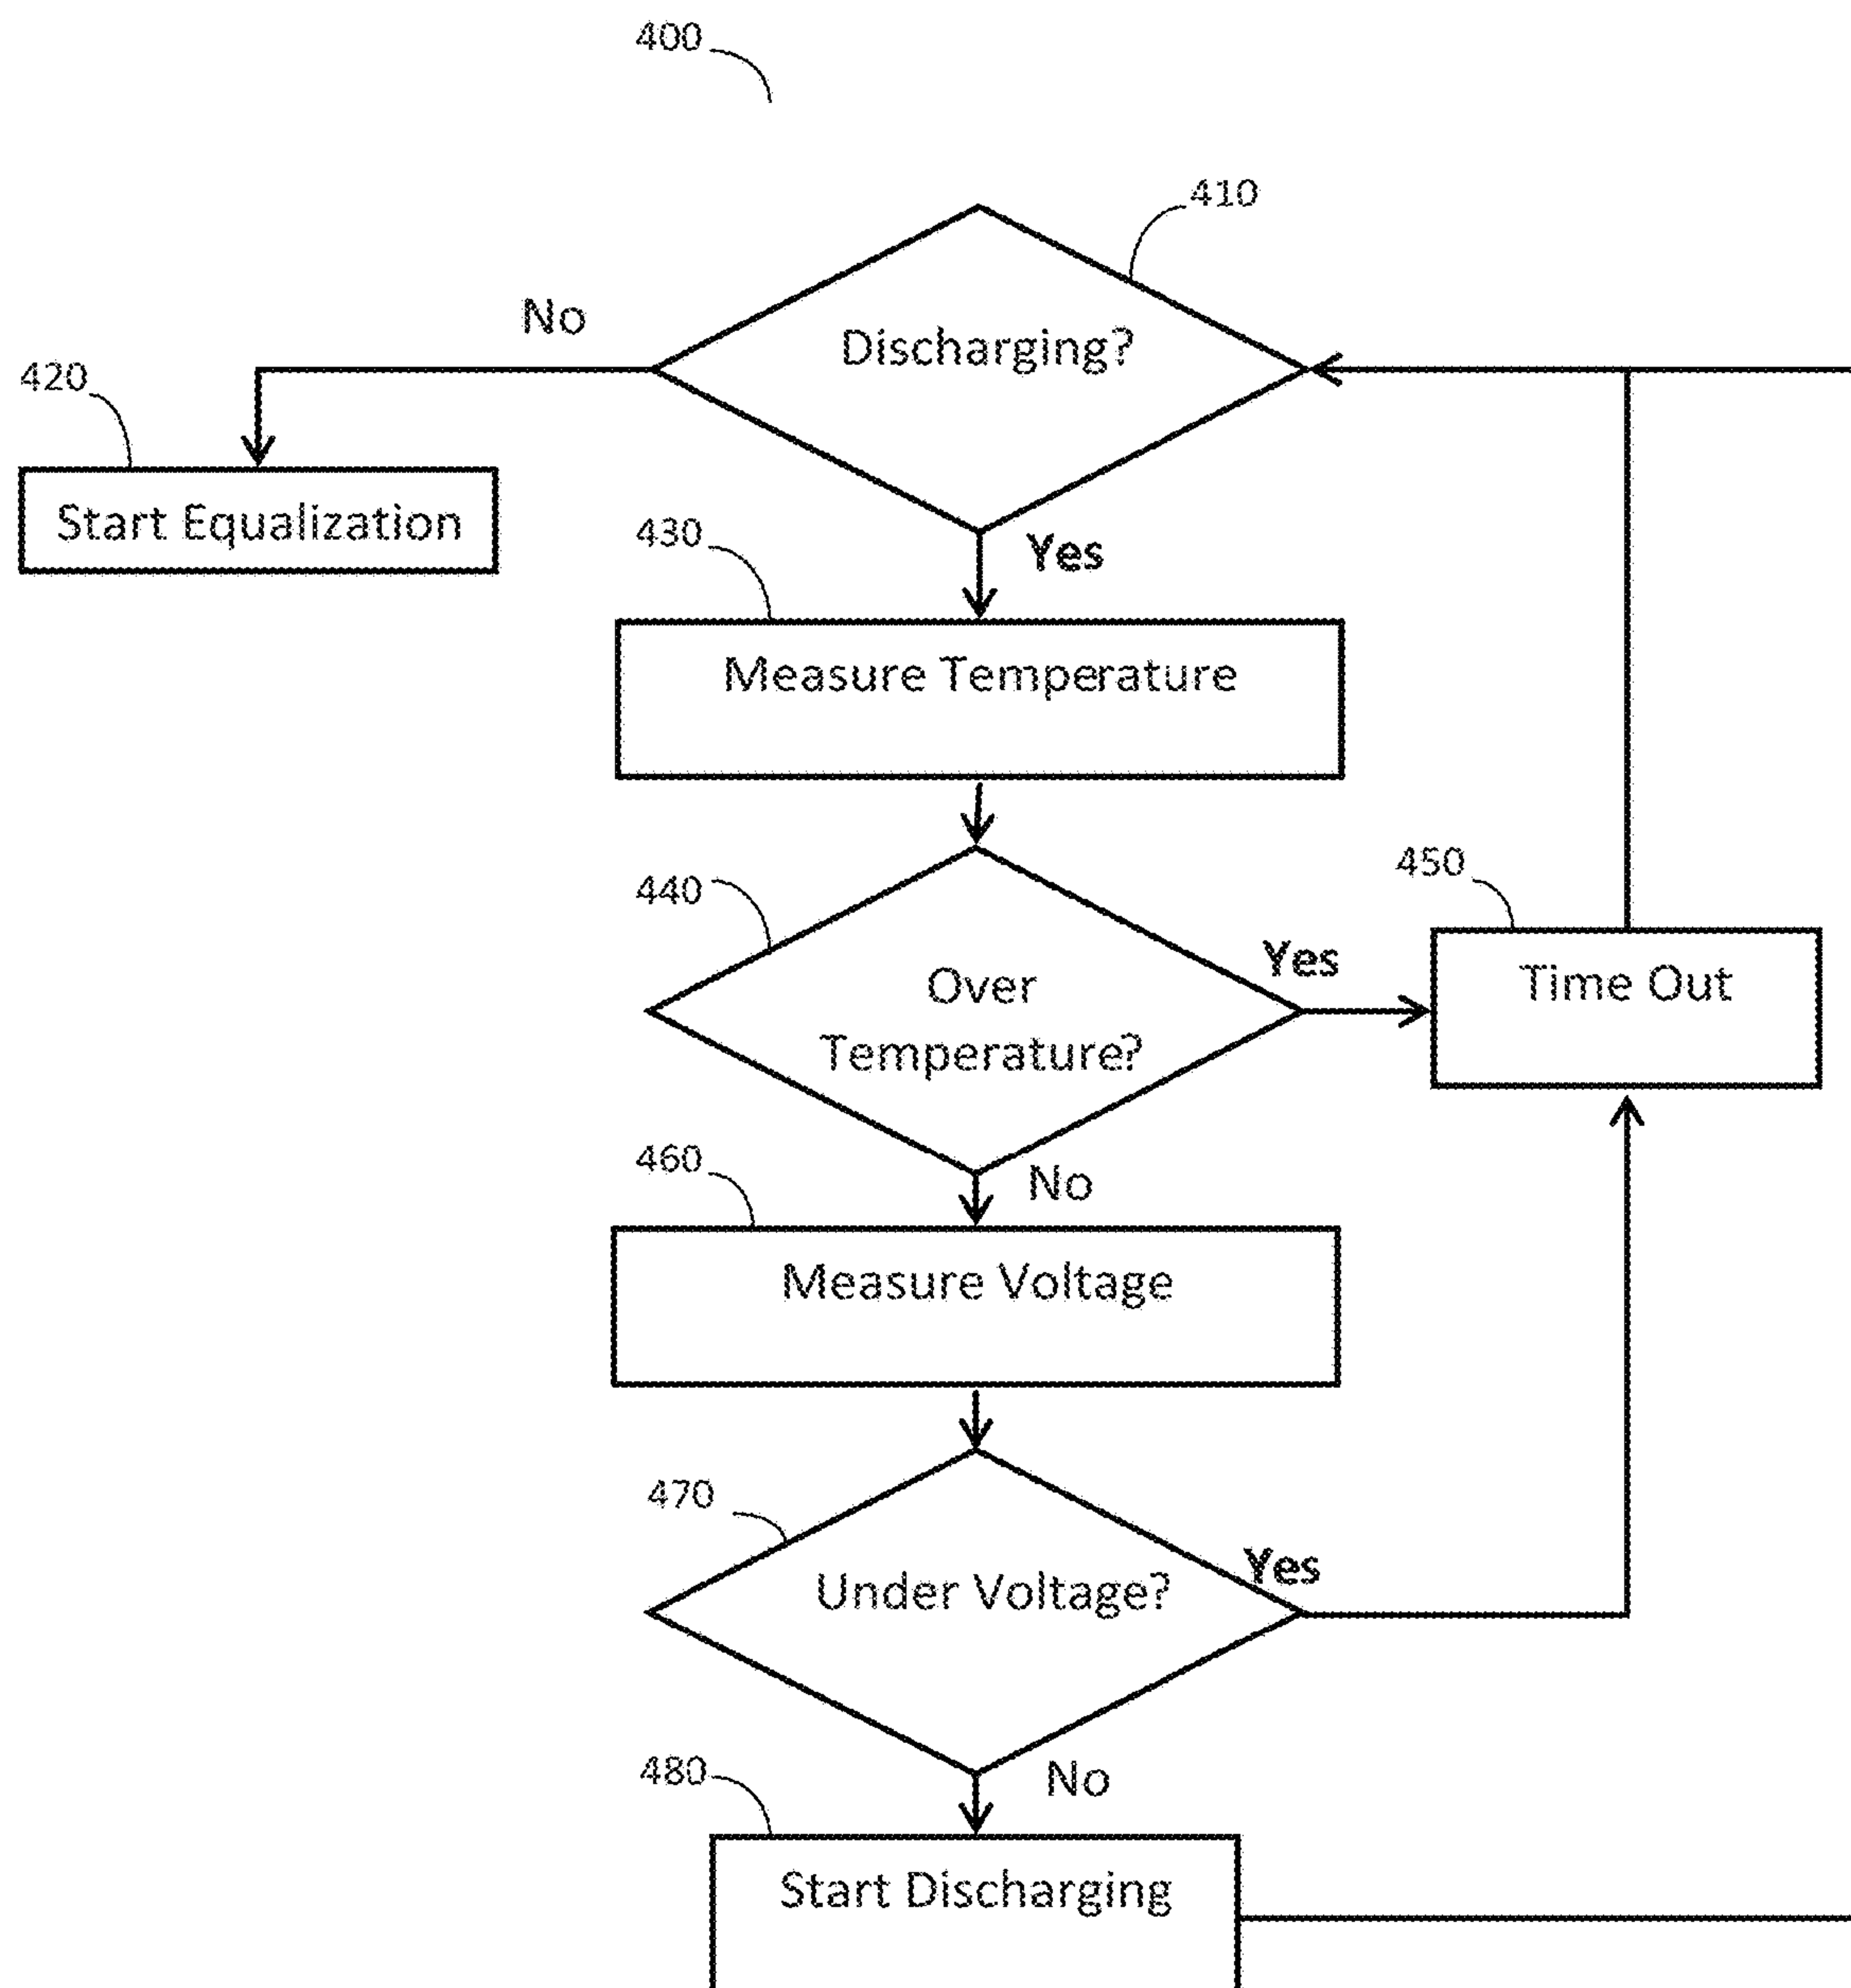 400
410
Discharging?
No
420
Start Equalization
430
Yes
Measure Temperature
440
Over
Temperature?
Yes
450
Time Out
460
No
Measure Voltage
470
Under Voltage?
Yes
480
No
Start Discharging